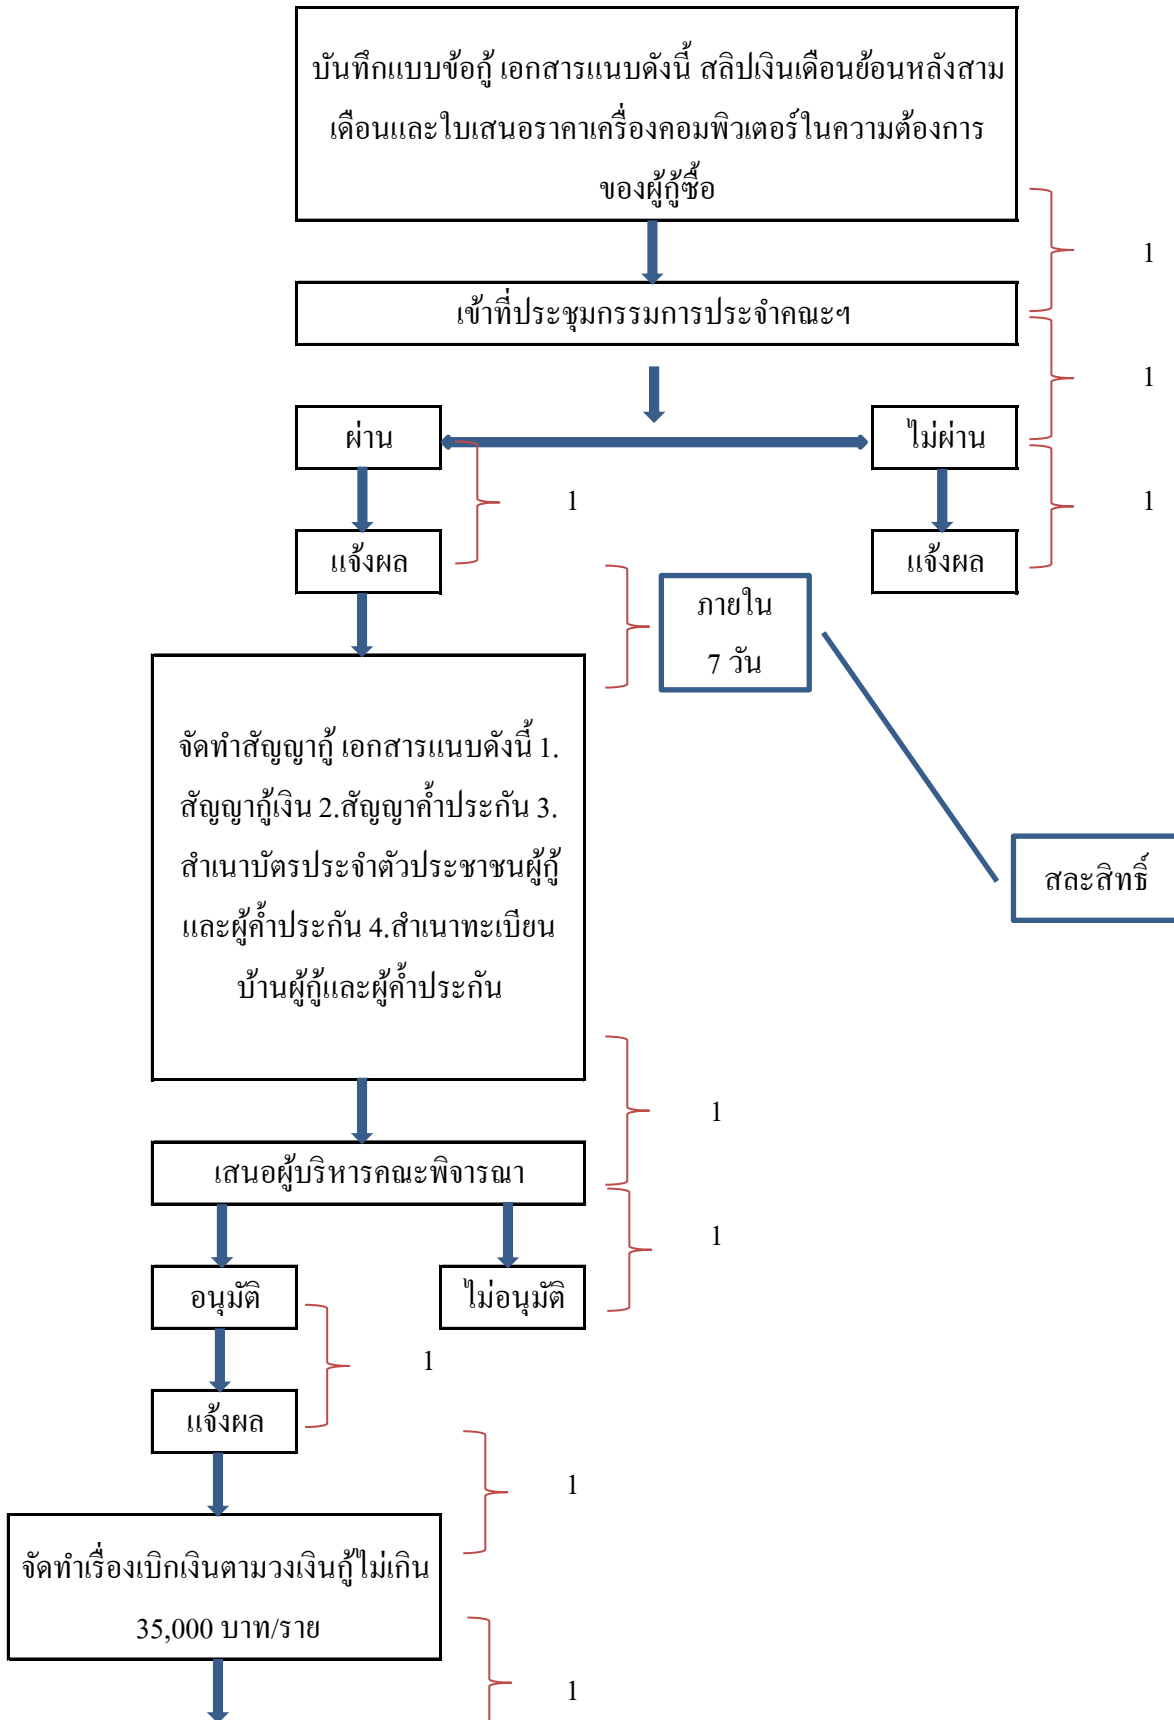 บันทึกแบบข้อกู้ เอกสารแนบดังนี้ สลิปเงินเดือนย้อนหลังสาม
เดือนและใบเสนอราคาเครื่องคอมพิวเตอร์ในความต้องการ
ของผู้กู้ซื้อ
1
เข้าที่ประชุมกรรมการประจำคณะฯ
1
ผ่าน
ไม่ผ่าน
1
1
แจ้งผล
แจ้งผล
ภายใน
7 วัน
จัดทำสัญญากู้ เอกสารแนบดังนี้ 1.
สัญญากู้เงิน 2.สัญญาค้ำประกัน 3.
สำเนาบัตรประจำตัวประชาชนผู้กู้
และผู้ค้ำประกัน 4.สำเนาทะเบียน
บ้านผู้กู้และผู้ค้ำประกัน
สละสิทธิ์
1
เสนอผู้บริหารคณะพิจารณา
1
อนุมัติ
ไม่อนุมัติ
1
แจ้งผล
1
จัดทำเรื่องเบิกเงินตามวงเงินกู้ไม่เกิน
35,000 บาท/ราย
1